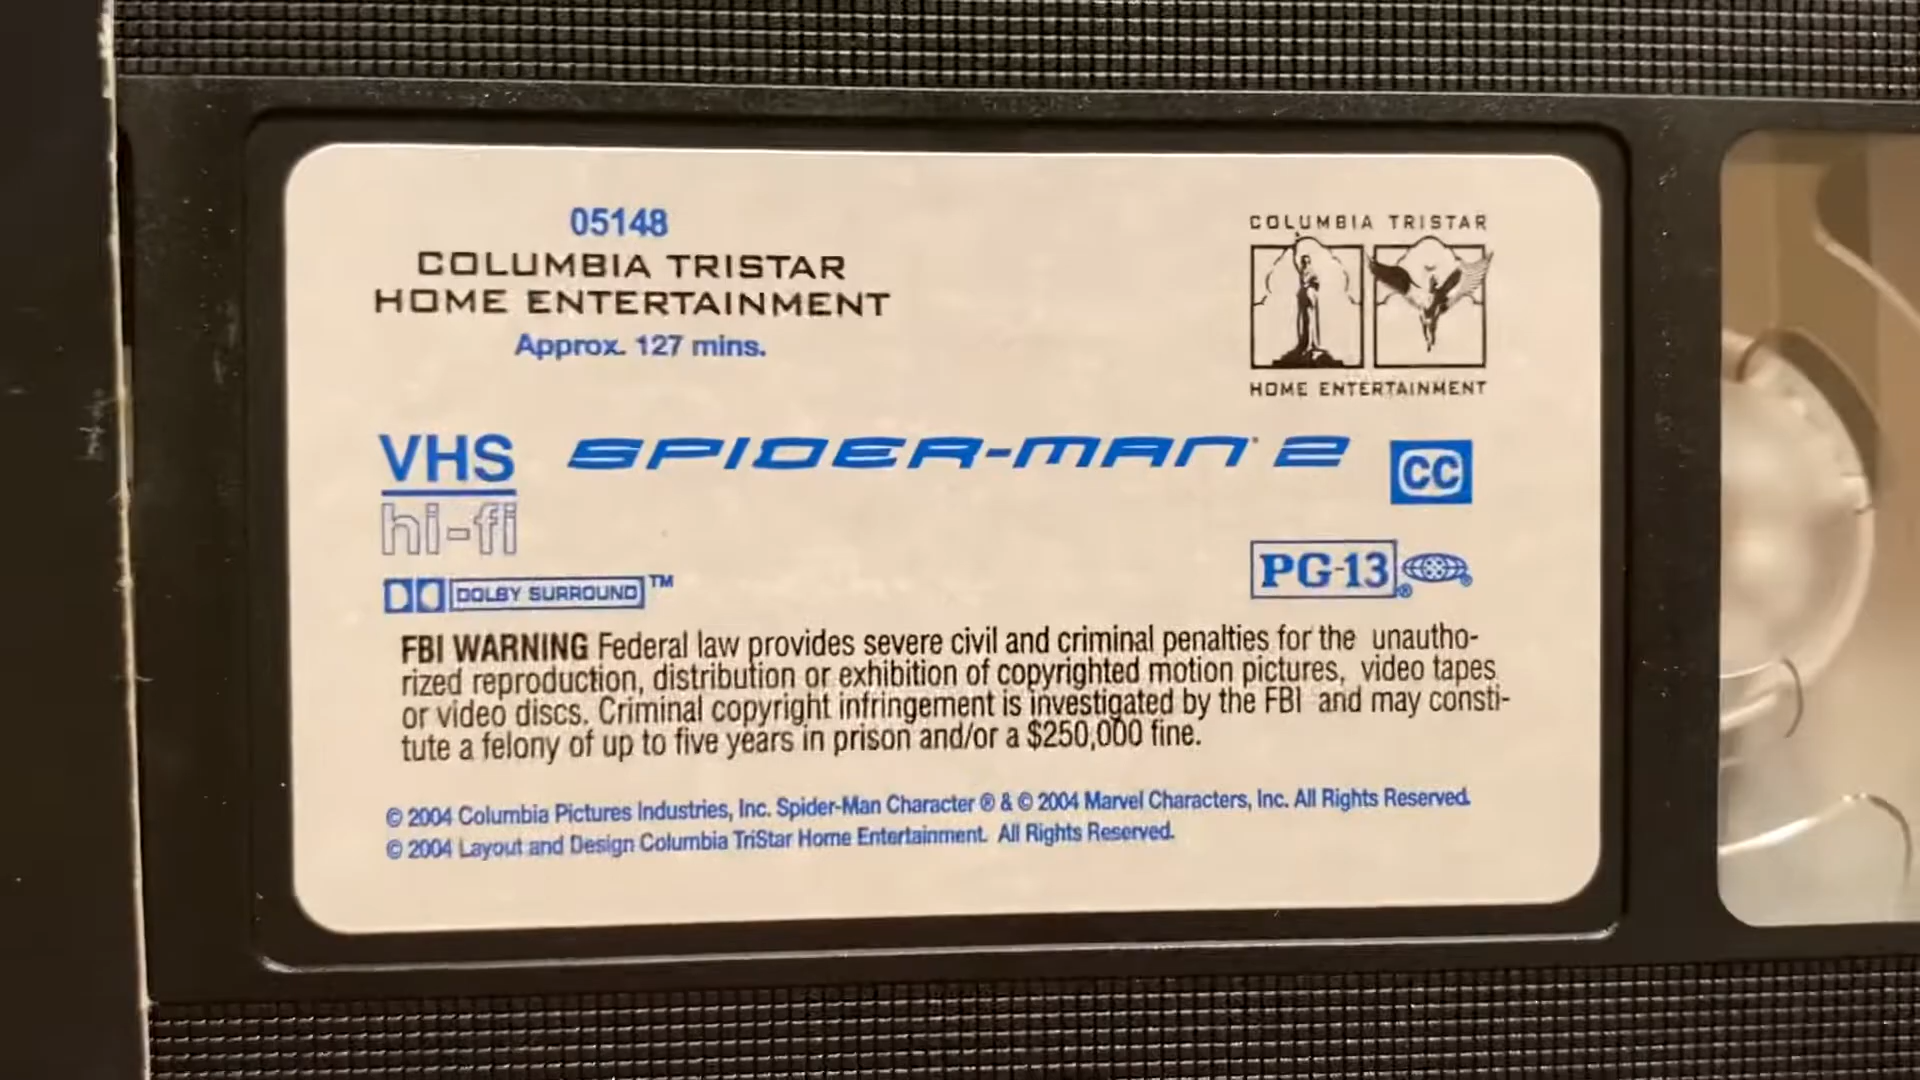 05148
COLUMBIA TRISTAR
HOME ENTERTAINMENT
Approx. 127 mins.
COLUMBIA TRISTAR
HOME ENTERTAINMENT
VHS
hi-fi
SPIDER-MAN 2
CC
DOLBY SURROUND ™
PG-13 ®
FBI WARNING Federal law provides severe civil and criminal penalties for the unautho-
rized reproduction, distribution or exhibition of copyrighted motion pictures, video tapes
or video discs. Criminal copyright infringement is investigated by the FBI and may consti-
tute a felony of up to five years in prison and/or a $250,000 fine.
© 2004 Columbia Pictures Industries, Inc. Spider-Man Character ® & © 2004 Marvel Characters, Inc. All Rights Reserved.
© 2004 Layout and Design Columbia TriStar Home Entertainment. All Rights Reserved.